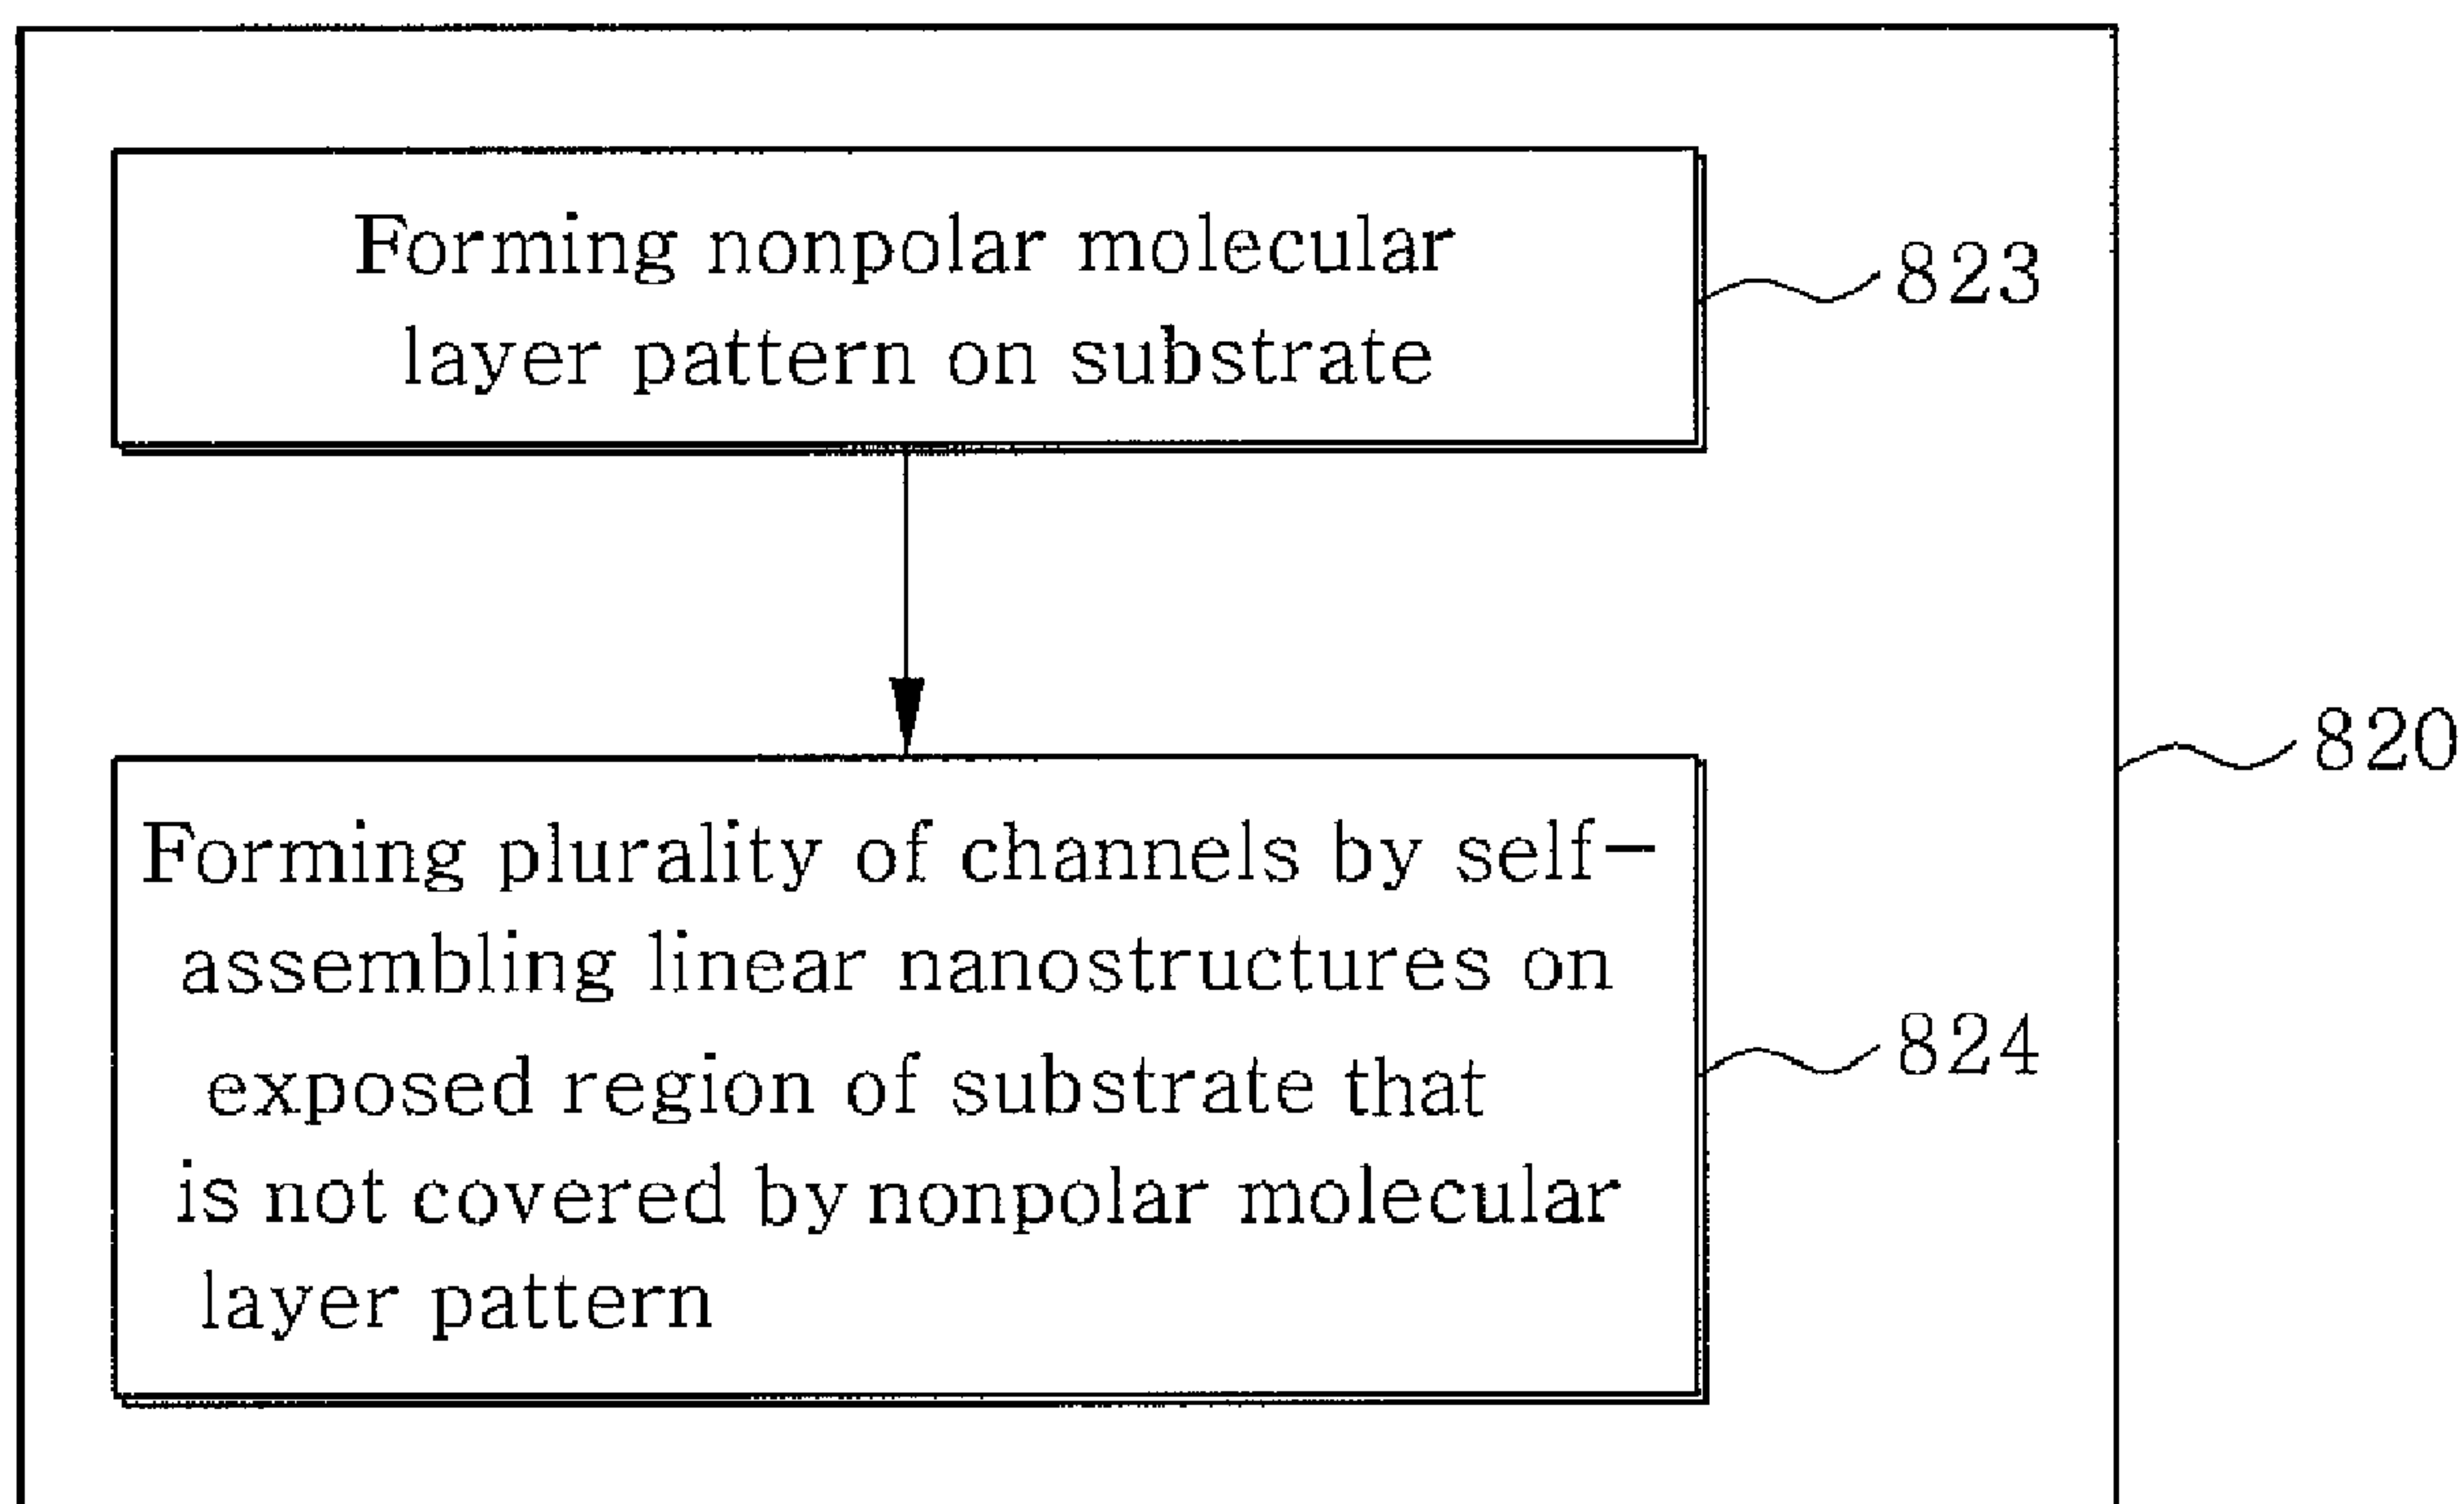 Forming nonpolar molecular
layer pattern on substrate
823
820
Forming plurality of channels by self-
assembling linear nanostructures on
exposed region of substrate that
is not covered by nonpolar molecular
layer pattern
824